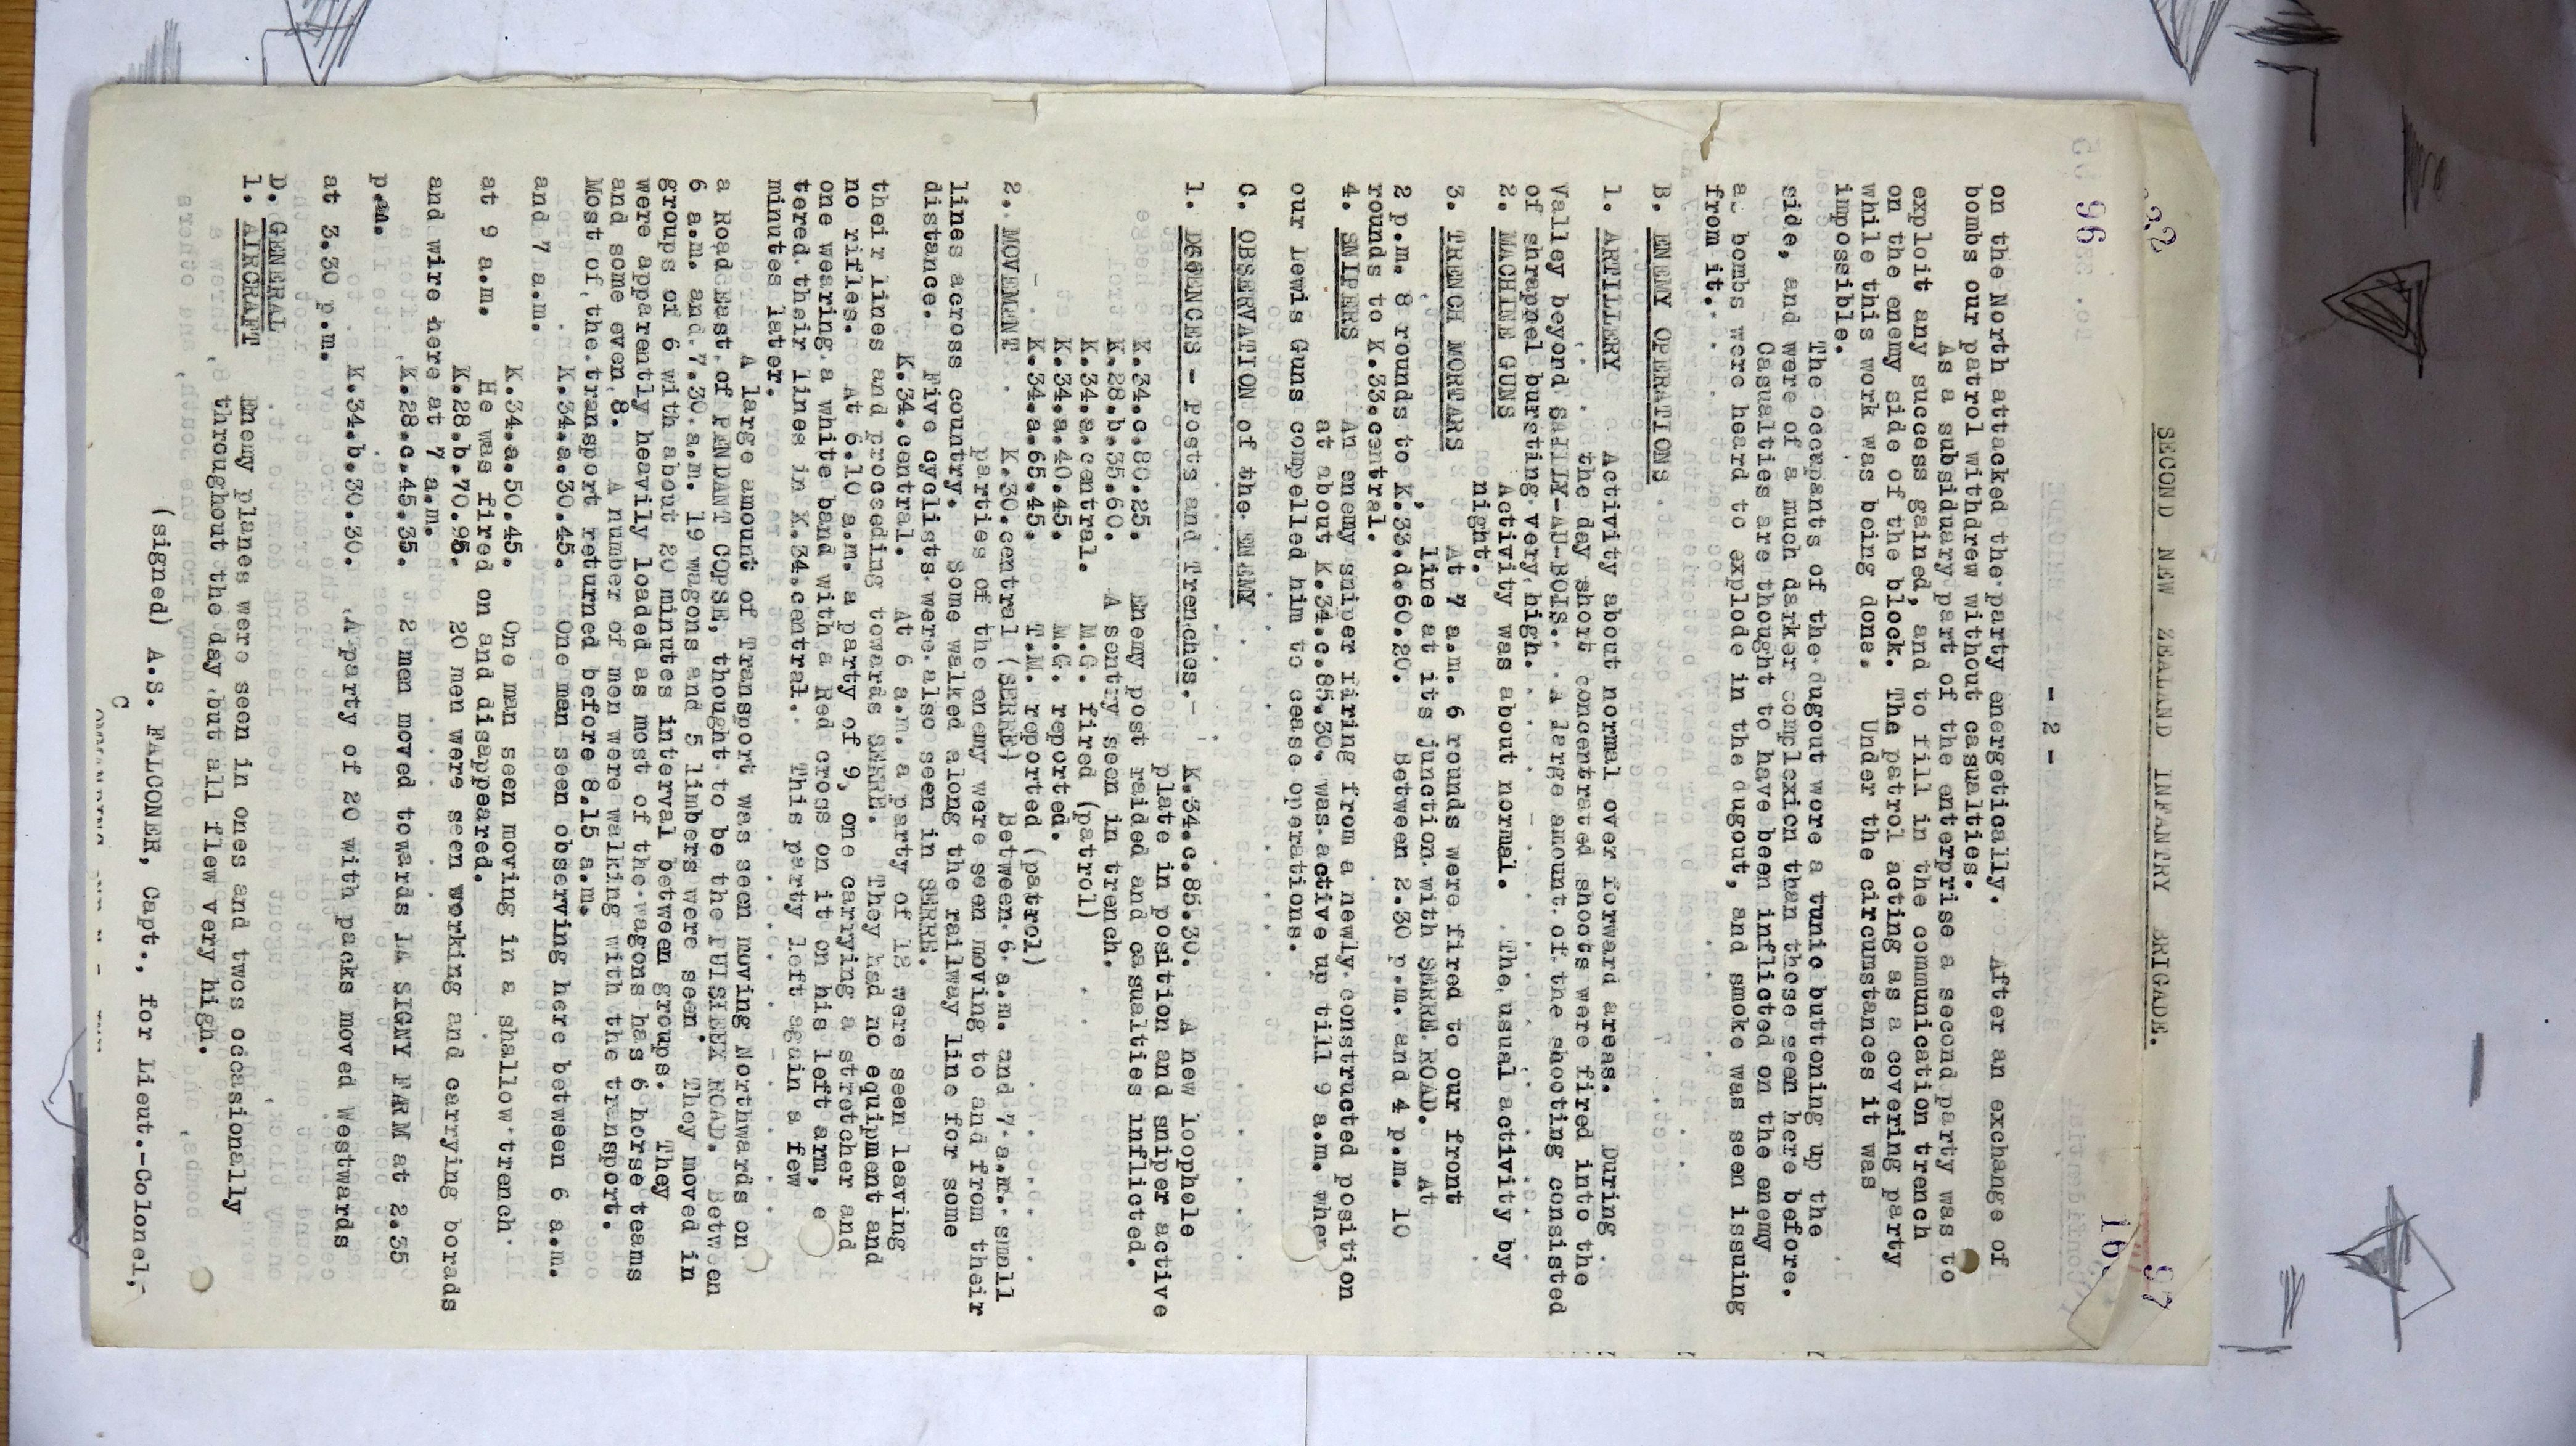 SECOND NEW ZEALAND INFANTRY BRIGADE.
97
96
16
- 2 -
on the North attacked the party energetically. After an exchange of
bombs our patrol withdrew without casualties.
As a subsiduary part of the enterprise a second party was to
exploit any success gained, and to fill in the communication trench
on the enemy side of the block. The patrol acting as a covering party
while this work was being done. Under the circumstances it was
impossible.
The occupants of the dugout wore a tunic buttoning up the
side, and were of a much darker complexion than those seen here before.
Casualties are thought to have been inflicted on the enemy
as bombs were heard to explode in the dugout, and smoke was seen issuing
from it.
B. ENEMY OPERATIONS
1. ARTILLERY Activity about normal over forward areas. During
the day short concentrated shoots were fired into the
valley beyond SAILLY-AU-BOIS. A large amount of the shooting consisted
of shrapnel bursting very high.
2. MACHINE GUNS Activity was about normal. The usual activity by
night.
3. TRENCH MORTARS At 7 a.m. 6 rounds were fired to our front
line at its junction with SERRE ROAD. At
2 p.m. 8 rounds to K.33.d.60.20. Between 2.30 p.m. and 4 p.m. 10
rounds to K.33.central.
4. SNIPERS An enemy sniper firing from a newly constructed position
at about K.34.c.85.30. was active up till 9 a.m. when
our Lewis Guns compelled him to cease operations.
C. OBSERVATION of the ENEMY
1. DEFENCES - Posts and Trenches. - K.34.c.85.30. A new loophole
plate in position and sniper active
K.34.c.80.25. Enemy post raided and casualties inflicted.
K.28.b.35.60. A sentry seen in trench.
K.34.a.central. M.G. fired (patrol)
K.34.a.40.45. M.G. reported.
K.34.a.65.45. T.M. reported (patrol)
2. MOVEMENT K.30.central (SERRE) Between 6 a.m. and 7 a.m. small
parties of the enemy were seen moving to and from their
lines across country. Some walked along the railway line for some
distance. Five cyclists were also seen in SERRE.
K.34.central. At 6 a.m. a party of 12 were seen leaving
their lines and proceeding towards SERRE. They had no equipment and
no rifles. At 6.10 a.m. a party of 9, one carrying a stretcher and
one wearing a white band with a Red cross on it on his left arm, e
tered their lines in K.34.central. This party left again a few
minutes later.
A large amount of Transport was seen moving Northwards on
a Road East of PENDANT COPSE, thought to be the PUISIEUX ROAD. Between
6 a.m. and 7.30 a.m. 19 wagons and 5 limbers were seen. They moved in
groups of 6 with about 20 minutes interval between groups. They
were apparently heavily loaded as most of the wagons has 6 horse teams
and some even 8. A number of men were walking with the transport.
Most of the transport returned before 8.15 a.m.
K.34.a.30.45. One man seen observing here between 6 a.m.
and 7 a.m.
K.34.a.50.45. One man seen moving in a shallow trench
at 9 a.m. He was fired on and disappeared.
K.28.b.70.95. 20 men were seen working and carrying borads
and wire here at 7 a.m.
K.28.c.45.35. 2 men moved towards LA SIGNY FARM at 2.35
p.m.
K.34.b.30.30. A party of 20 with packs moved Westwards
at 3.30 p.m.
D. GENERAL
1. AIRCRAFT Enemy planes were seen in ones and twos occasionally
throughout the day but all flew very high.
(signed) A.S. FALCONER, Capt., for Lieut.-Colonel,